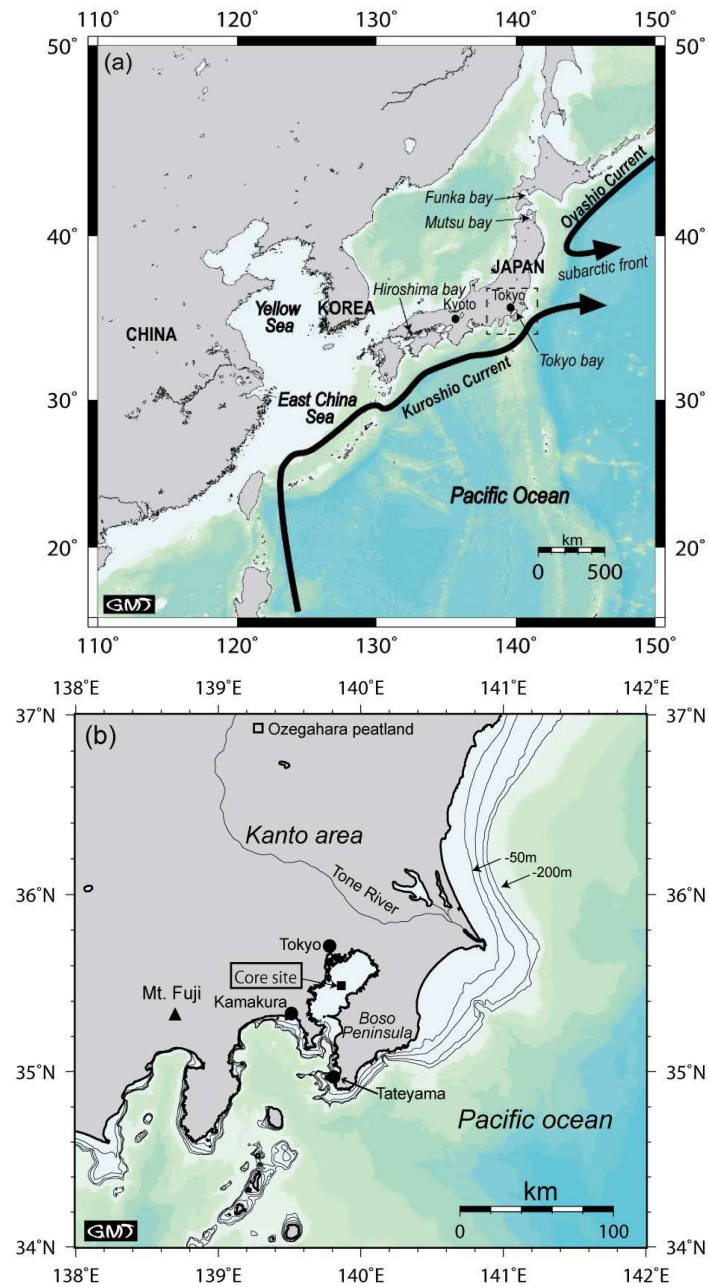 110° 120° 130° 140° 150°
50° 50°
(a)
Oyashio Current
Funka bay
Mutsu bay
40° 40°
subarctic front
JAPAN
Hiroshima bay
Tokyo
Yellow
Sea
KOREA
Kyoto
CHINA
Tokyo bay
Kuroshio Current
30° 30°
East China
Sea
Pacific Ocean
km
20° 20°
0 500
GMT
110° 120° 130° 140° 150°
138°E 139°E 140°E 141°E 142°E
37°N 37°N
(b)
Ozegahara peatland
Kanto area
-50m
-200m
Tone River
36°N 36°N
Tokyo
Core site
Mt. Fuji
Kamakura
Boso
Peninsula
35°N 35°N
Tateyama
Pacific ocean
km
0 100
GMT
34°N 34°N
138°E 139°E 140°E 141°E 142°E